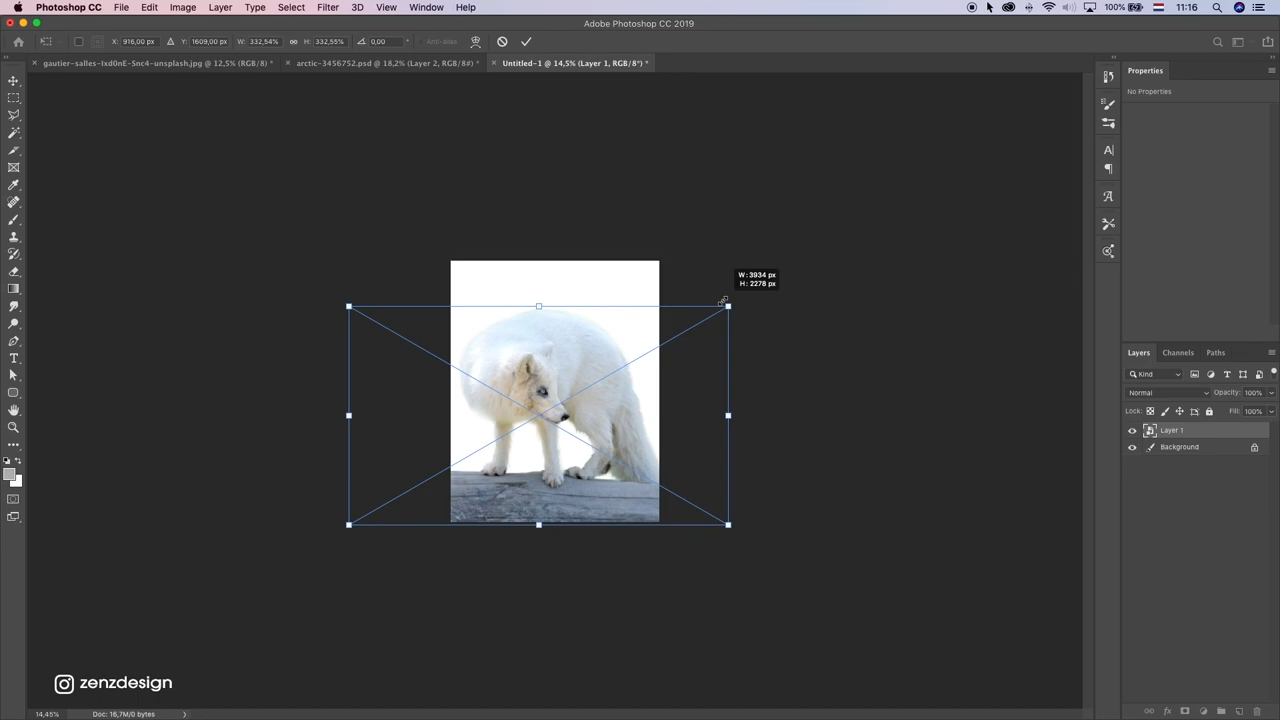 Photoshop CC File Edit Image Layer Type Select Filter 3D View Window Help 100% 11:16
Adobe Photoshop CC 2019
X: 916,00 px Y: 1609,00 px W: 332,54% H: 332,55% 0,00 ° Anti-alias
gautier-salles-Ixd0nE-Snc4-unsplash.jpg @ 12,5% (RGB/8) * arctic-3456752.psd @ 18,2% (Layer 2, RGB/8#) * Untitled-1 @ 14,5% (Layer 1, RGB/8*) *
Properties
No Properties
W: 3934 px
H: 2278 px
Layers Channels Paths
Kind
Normal Opacity: 100%
Lock: Fill: 100%
Layer 1
Background
zenzdesign
14,45% Doc: 16,7M/0 bytes